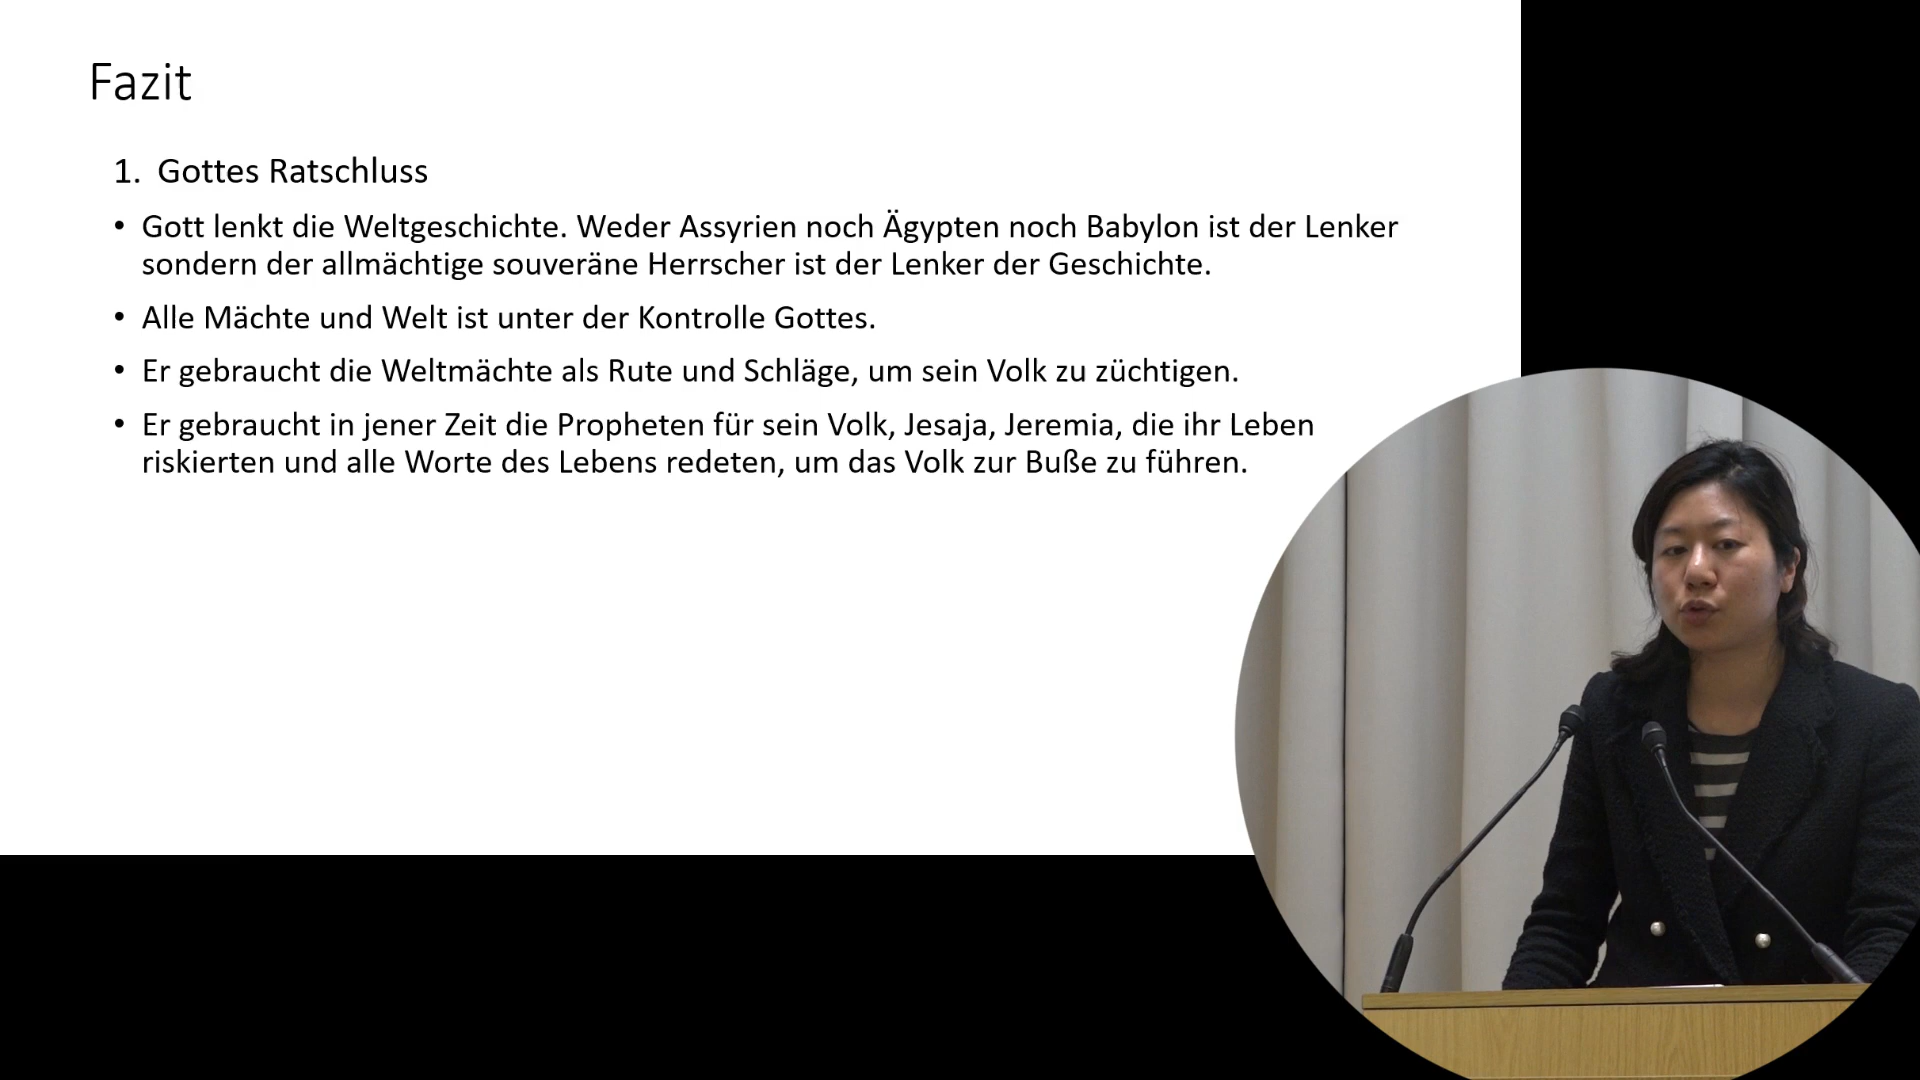 Fazit
1. Gottes Ratschluss
• Gott lenkt die Weltgeschichte. Weder Assyrien noch Ägypten noch Babylon ist der Lenker
sondern der allmächtige souveräne Herrscher ist der Lenker der Geschichte.
• Alle Mächte und Welt ist unter der Kontrolle Gottes.
• Er gebraucht die Weltmächte als Rute und Schläge, um sein Volk zu züchtigen.
• Er gebraucht in jener Zeit die Propheten für sein Volk, Jesaja, Jeremia, die ihr Leben
riskierten und alle Worte des Lebens redeten, um das Volk zur Buße zu führen.